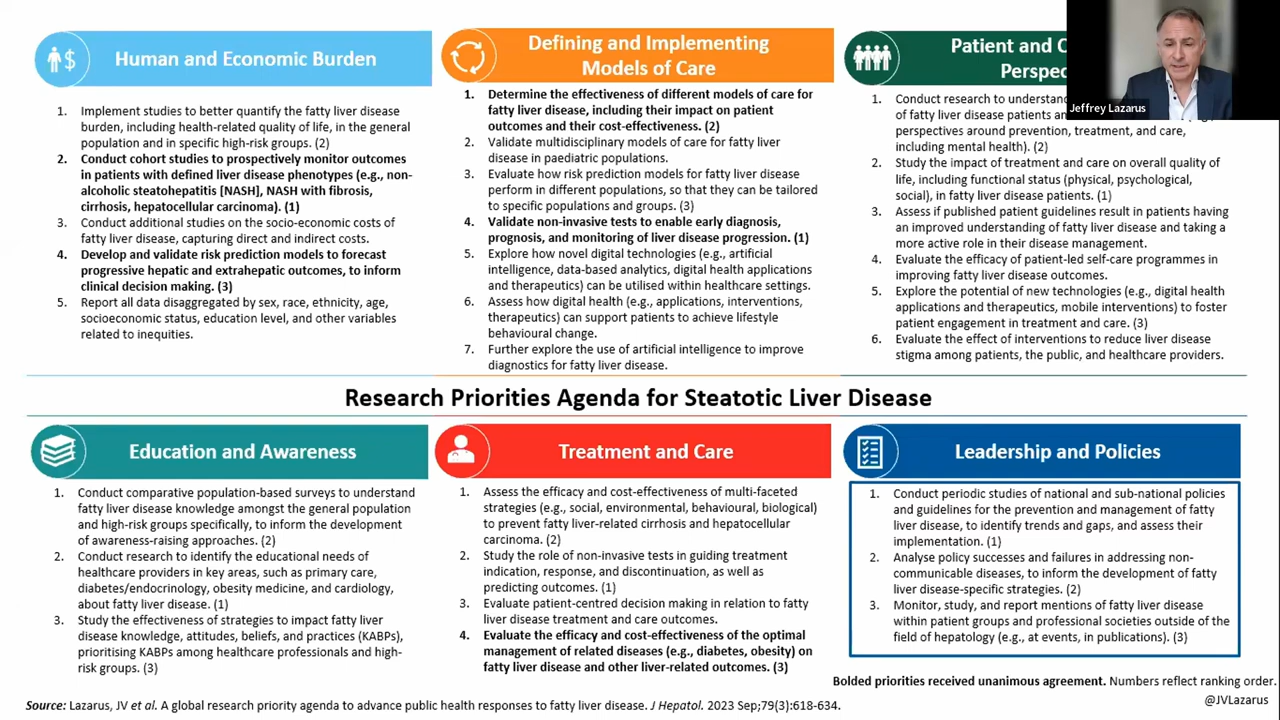 Human and Economic Burden
1. Implement studies to better quantify the fatty liver disease
burden, including health-related quality of life, in the general
population and in specific high-risk groups. (2)
2. Conduct cohort studies to prospectively monitor outcomes
in patients with defined liver disease phenotypes (e.g., non-
alcoholic steatohepatitis [NASH], NASH with fibrosis,
cirrhosis, hepatocellular carcinoma). (1)
3. Conduct additional studies on the socio-economic costs of
fatty liver disease, capturing direct and indirect costs.
4. Develop and validate risk prediction models to forecast
progressive hepatic and extrahepatic outcomes, to inform
clinical decision making. (3)
5. Report all data disaggregated by sex, race, ethnicity, age,
socioeconomic status, education level, and other variables
related to inequities.
Defining and Implementing
Models of Care
1. Determine the effectiveness of different models of care for
fatty liver disease, including their impact on patient
outcomes and their cost-effectiveness. (2)
2. Validate multidisciplinary models of care for fatty liver
disease in paediatric populations.
3. Evaluate how risk prediction models for fatty liver disease
perform in different populations, so that they can be tailored
to specific populations and groups. (3)
4. Validate non-invasive tests to enable early diagnosis,
prognosis, and monitoring of liver disease progression. (1)
5. Explore how novel digital technologies (e.g., artificial
intelligence, data-based analytics, digital health applications
and therapeutics) can be utilised within healthcare settings.
6. Assess how digital health (e.g., applications, interventions,
therapeutics) can support patients to achieve lifestyle
behavioural change.
7. Further explore the use of artificial intelligence to improve
diagnostics for fatty liver disease.
Patient and C
Perspe
Jeffrey Lazarus
1. Conduct research to understan
of fatty liver disease patients an
perspectives around prevention, treatment, and care,
including mental health). (2)
2. Study the impact of treatment and care on overall quality of
life, including functional status (physical, psychological,
social), in fatty liver disease patients. (1)
3. Assess if published patient guidelines result in patients having
an improved understanding of fatty liver disease and taking a
more active role in their disease management.
4. Evaluate the efficacy of patient-led self-care programmes in
improving fatty liver disease outcomes.
5. Explore the potential of new technologies (e.g., digital health
applications and therapeutics, mobile interventions) to foster
patient engagement in treatment and care. (3)
6. Evaluate the effect of interventions to reduce liver disease
stigma among patients, the public, and healthcare providers.
Research Priorities Agenda for Steatotic Liver Disease
Education and Awareness
1. Conduct comparative population-based surveys to understand
fatty liver disease knowledge amongst the general population
and high-risk groups specifically, to inform the development
of awareness-raising approaches. (2)
2. Conduct research to identify the educational needs of
healthcare providers in key areas, such as primary care,
diabetes/endocrinology, obesity medicine, and cardiology,
about fatty liver disease. (1)
3. Study the effectiveness of strategies to impact fatty liver
disease knowledge, attitudes, beliefs, and practices (KABPs),
prioritising KABPs among healthcare professionals and high-
risk groups. (3)
Treatment and Care
1. Assess the efficacy and cost-effectiveness of multi-faceted
strategies (e.g., social, environmental, behavioural, biological)
to prevent fatty liver-related cirrhosis and hepatocellular
carcinoma. (2)
2. Study the role of non-invasive tests in guiding treatment
indication, response, and discontinuation, as well as
predicting outcomes. (1)
3. Evaluate patient-centred decision making in relation to fatty
liver disease treatment and care outcomes.
4. Evaluate the efficacy and cost-effectiveness of the optimal
management of related diseases (e.g., diabetes, obesity) on
fatty liver disease and other liver-related outcomes. (3)
Leadership and Policies
1. Conduct periodic studies of national and sub-national policies
and guidelines for the prevention and management of fatty
liver disease, to identify trends and gaps, and assess their
implementation. (1)
2. Analyse policy successes and failures in addressing non-
communicable diseases, to inform the development of fatty
liver disease-specific strategies. (2)
3. Monitor, study, and report mentions of fatty liver disease
within patient groups and professional societies outside of the
field of hepatology (e.g., at events, in publications). (3)
Bolded priorities received unanimous agreement. Numbers reflect ranking order.
Source: Lazarus, JV et al. A global research priority agenda to advance public health responses to fatty liver disease. J Hepatol. 2023 Sep;79(3):618-634.
@JVLazarus